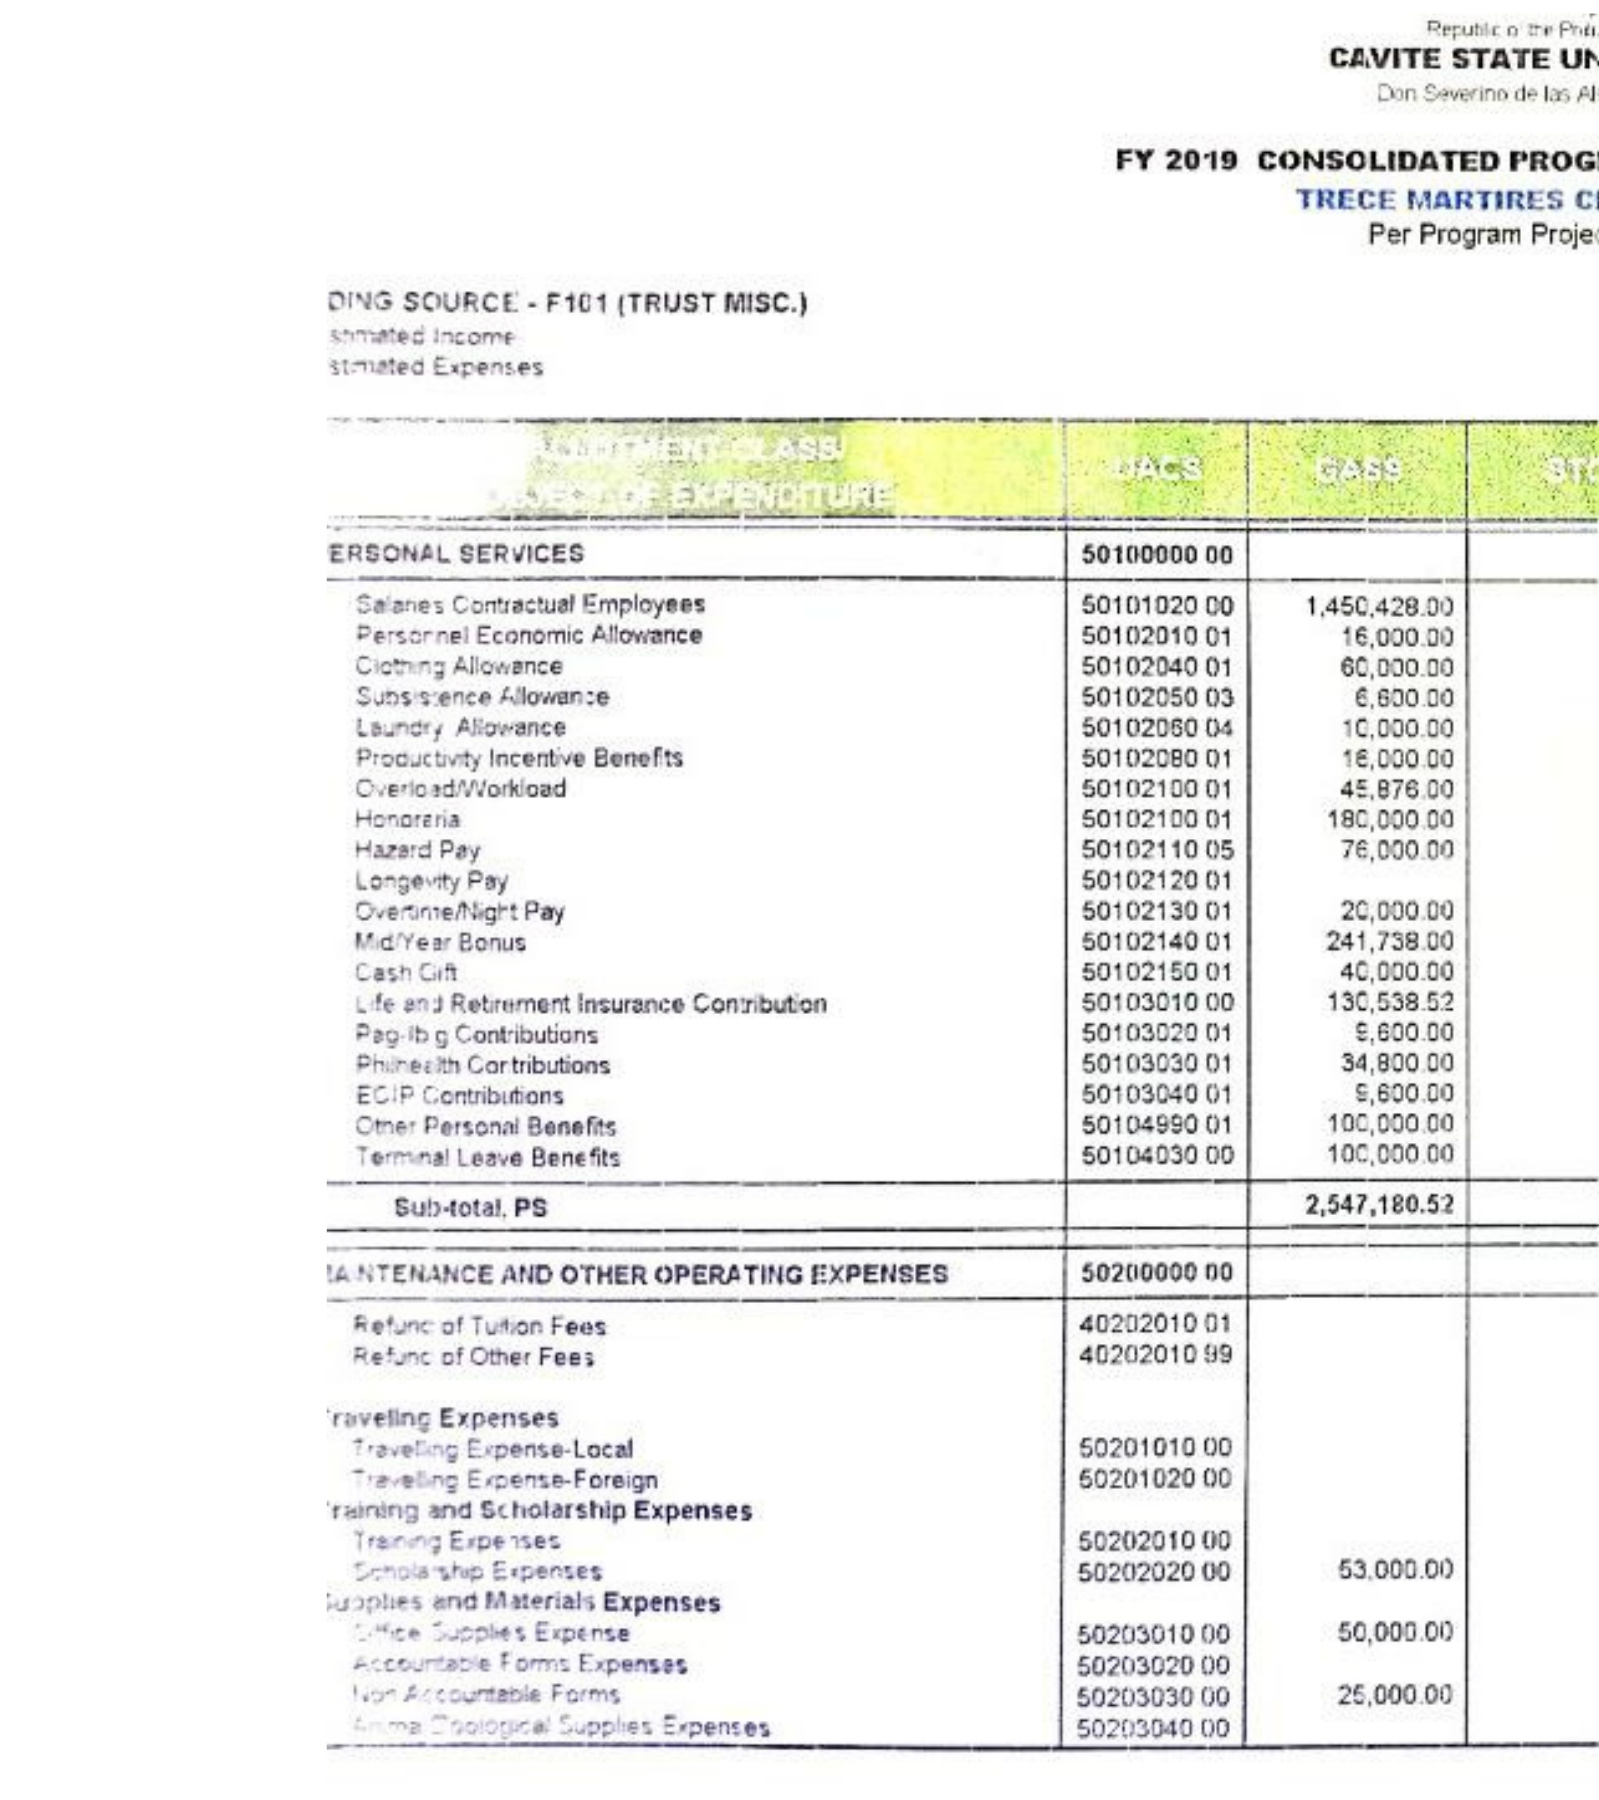 Republic of the
CAVITE STATE UN
Don Severino de las Al
FY 2019 CONSOLIDATED PROG
TRECE MARTIRES C
Per Program Projec
DING SOURCE - F101 (TRUST MISC.)
stimated Income
stimated Expenses
CLASS/ UACS GASS STO
OBJECT OF EXPENDITURE
ERSONAL SERVICES 50100000 00
Salaries Contractual Employees 50101020 00 1,450,428.00
Personnel Economic Allowance 50102010 01 16,000.00
Clothing Allowance 50102040 01 60,000.00
Subsistence Allowance 50102050 03 6,600.00
Laundry Allowance 50102060 04 10,000.00
Productivity Incentive Benefits 50102080 01 16,000.00
Overload/Workload 50102100 01 45,876.00
Honoraria 50102100 01 180,000.00
Hazard Pay 50102110 05 76,000.00
Longevity Pay 50102120 01
Overtime/Night Pay 50102130 01 20,000.00
Mid/Year Bonus 50102140 01 241,738.00
Cash Gift 50102150 01 40,000.00
Life and Retirement Insurance Contribution 50103010 00 130,538.52
Pag-Ibig Contributions 50103020 01 9,600.00
Philhealth Contributions 50103030 01 34,800.00
ECIP Contributions 50103040 01 9,600.00
Other Personal Benefits 50104990 01 100,000.00
Terminal Leave Benefits 50104030 00 100,000.00
Sub-total, PS 2,547,180.52
MAINTENANCE AND OTHER OPERATING EXPENSES 50200000 00
Refund of Tuition Fees 40202010 01
Refund of Other Fees 40202010 99
raveling Expenses
Travelling Expense-Local 50201010 00
Travelling Expense-Foreign 50201020 00
raining and Scholarship Expenses
Training Expenses 50202010 00
Scholarship Expenses 50202020 00 53,000.00
Supplies and Materials Expenses
Office Supplies Expense 50203010 00 50,000.00
Accountable Forms Expenses 50203020 00
Non Accountable Forms 50203030 00 25,000.00
Supplies Expenses 50203040 00